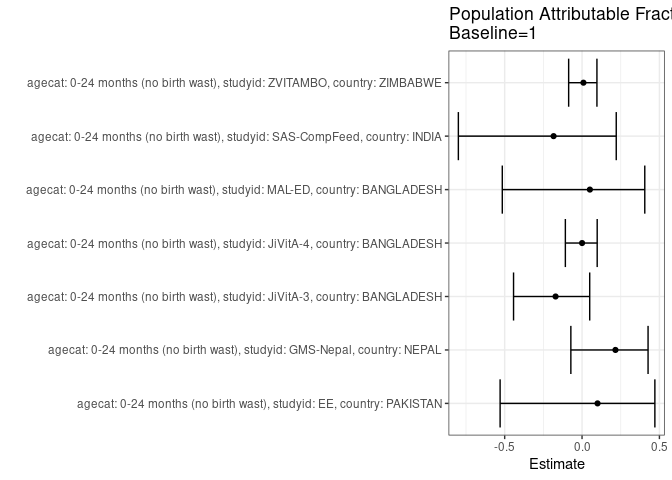 Population Attributable Fract
Baseline=1
agecat: 0-24 months (no birth wast), studyid: ZVITAMBO, country: ZIMBABWE
agecat: 0-24 months (no birth wast), studyid: SAS-CompFeed, country: INDIA
agecat: 0-24 months (no birth wast), studyid: MAL-ED, country: BANGLADESH
agecat: 0-24 months (no birth wast), studyid: JiVitA-4, country: BANGLADESH
agecat: 0-24 months (no birth wast), studyid: JiVitA-3, country: BANGLADESH
agecat: 0-24 months (no birth wast), studyid: GMS-Nepal, country: NEPAL
agecat: 0-24 months (no birth wast), studyid: EE, country: PAKISTAN
-0.5 0.0 0.5
Estimate